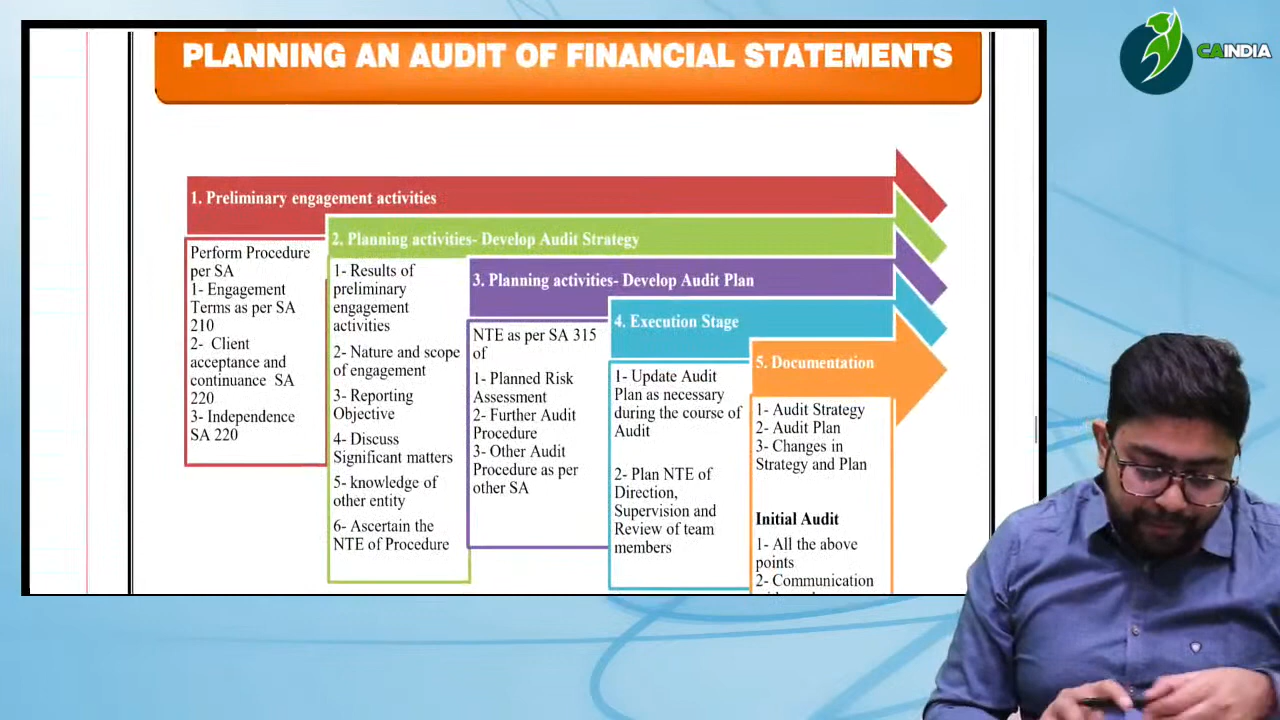 PLANNING AN AUDIT OF FINANCIAL STATEMENTS
CAINDIA
1. Preliminary engagement activities
Perform Procedure
per SA
1- Engagement
Terms as per SA
210
2- Client
acceptance and
continuance SA
220
3- Independence
SA 220
2. Planning activities- Develop Audit Strategy
1- Results of
preliminary
engagement
activities
2- Nature and scope
of engagement
3- Reporting
Objective
4- Discuss
Significant matters
5- knowledge of
other entity
6- Ascertain the
NTE of Procedure
3. Planning activities- Develop Audit Plan
NTE as per SA 315
of
1- Planned Risk
Assessment
2- Further Audit
Procedure
3- Other Audit
Procedure as per
other SA
4. Execution Stage
1- Update Audit
Plan as necessary
during the course of
Audit
2- Plan NTE of
Direction,
Supervision and
Review of team
members
5. Documentation
1- Audit Strategy
2- Audit Plan
3- Changes in
Strategy and Plan
Initial Audit
1- All the above
points
2- Communication